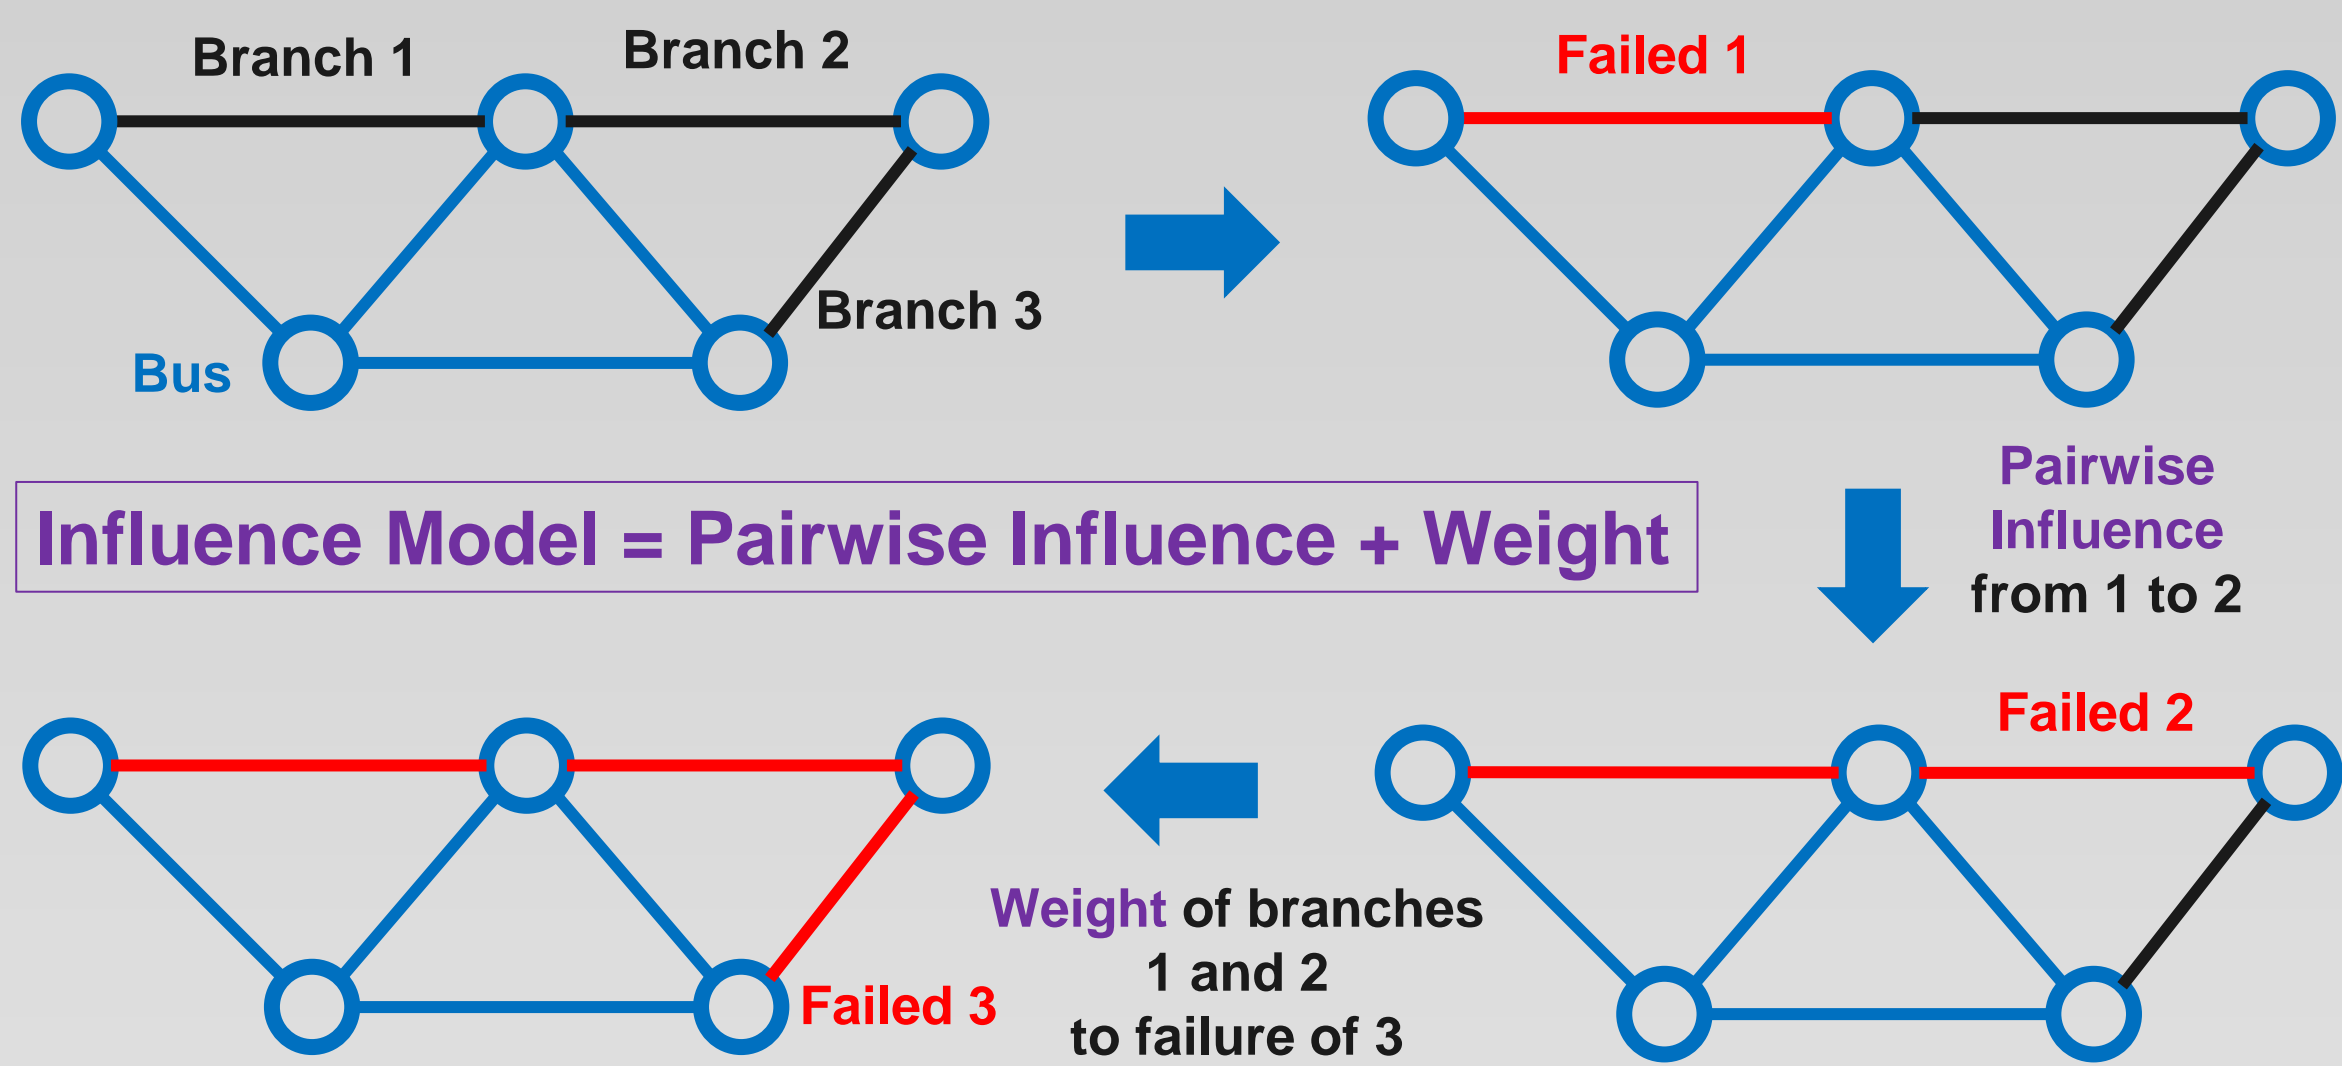 Branch 1
Branch 2
Branch 3
Bus
Failed 1
Influence Model = Pairwise Influence + Weight
Pairwise
Influence
from 1 to 2
Failed 2
Weight of branches
1 and 2
to failure of 3
Failed 3